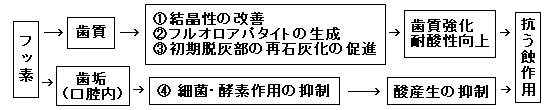 フッ素
歯質
①結晶性の改善
②フルオロアパタイトの生成
③初期脱灰部の再石灰化の促進
歯質強化
耐酸性向上
歯垢
（口腔内）
④ 細菌・酵素作用の抑制
酸産生の抑制
抗う蝕作用